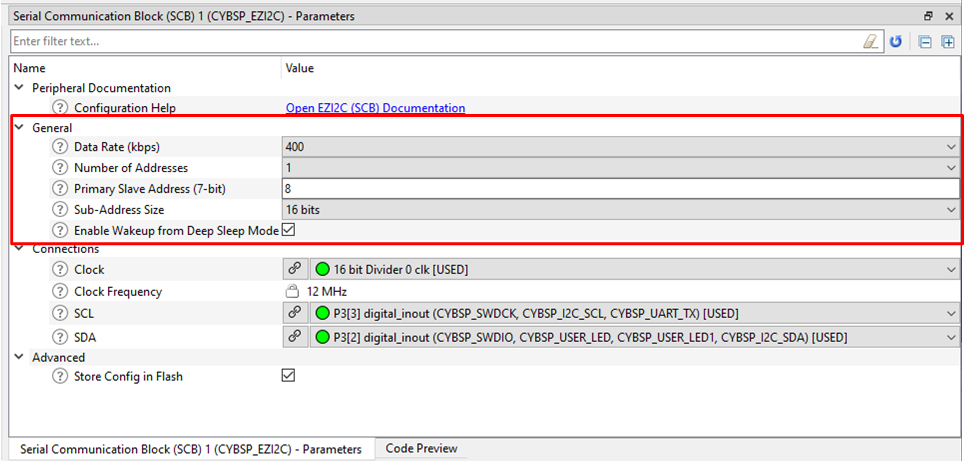 Serial Communication Block (SCB) 1 (CYBSP_EZI2C) - Parameters
Enter filter text...
Name Value
Peripheral Documentation
Configuration Help Open EZI2C (SCB) Documentation
General
Data Rate (kbps) 400
Number of Addresses 1
Primary Slave Address (7-bit) 8
Sub-Address Size 16 bits
Enable Wakeup from Deep Sleep Mode
Connections
Clock 16 bit Divider 0 clk [USED]
Clock Frequency 12 MHz
SCL P3[3] digital_inout (CYBSP_SWDCK, CYBSP_I2C_SCL, CYBSP_UART_TX) [USED]
SDA P3[2] digital_inout (CYBSP_SWDIO, CYBSP_USER_LED, CYBSP_USER_LED1, CYBSP_I2C_SDA) [USED]
Advanced
Store Config in Flash
Serial Communication Block (SCB) 1 (CYBSP_EZI2C) - Parameters Code Preview